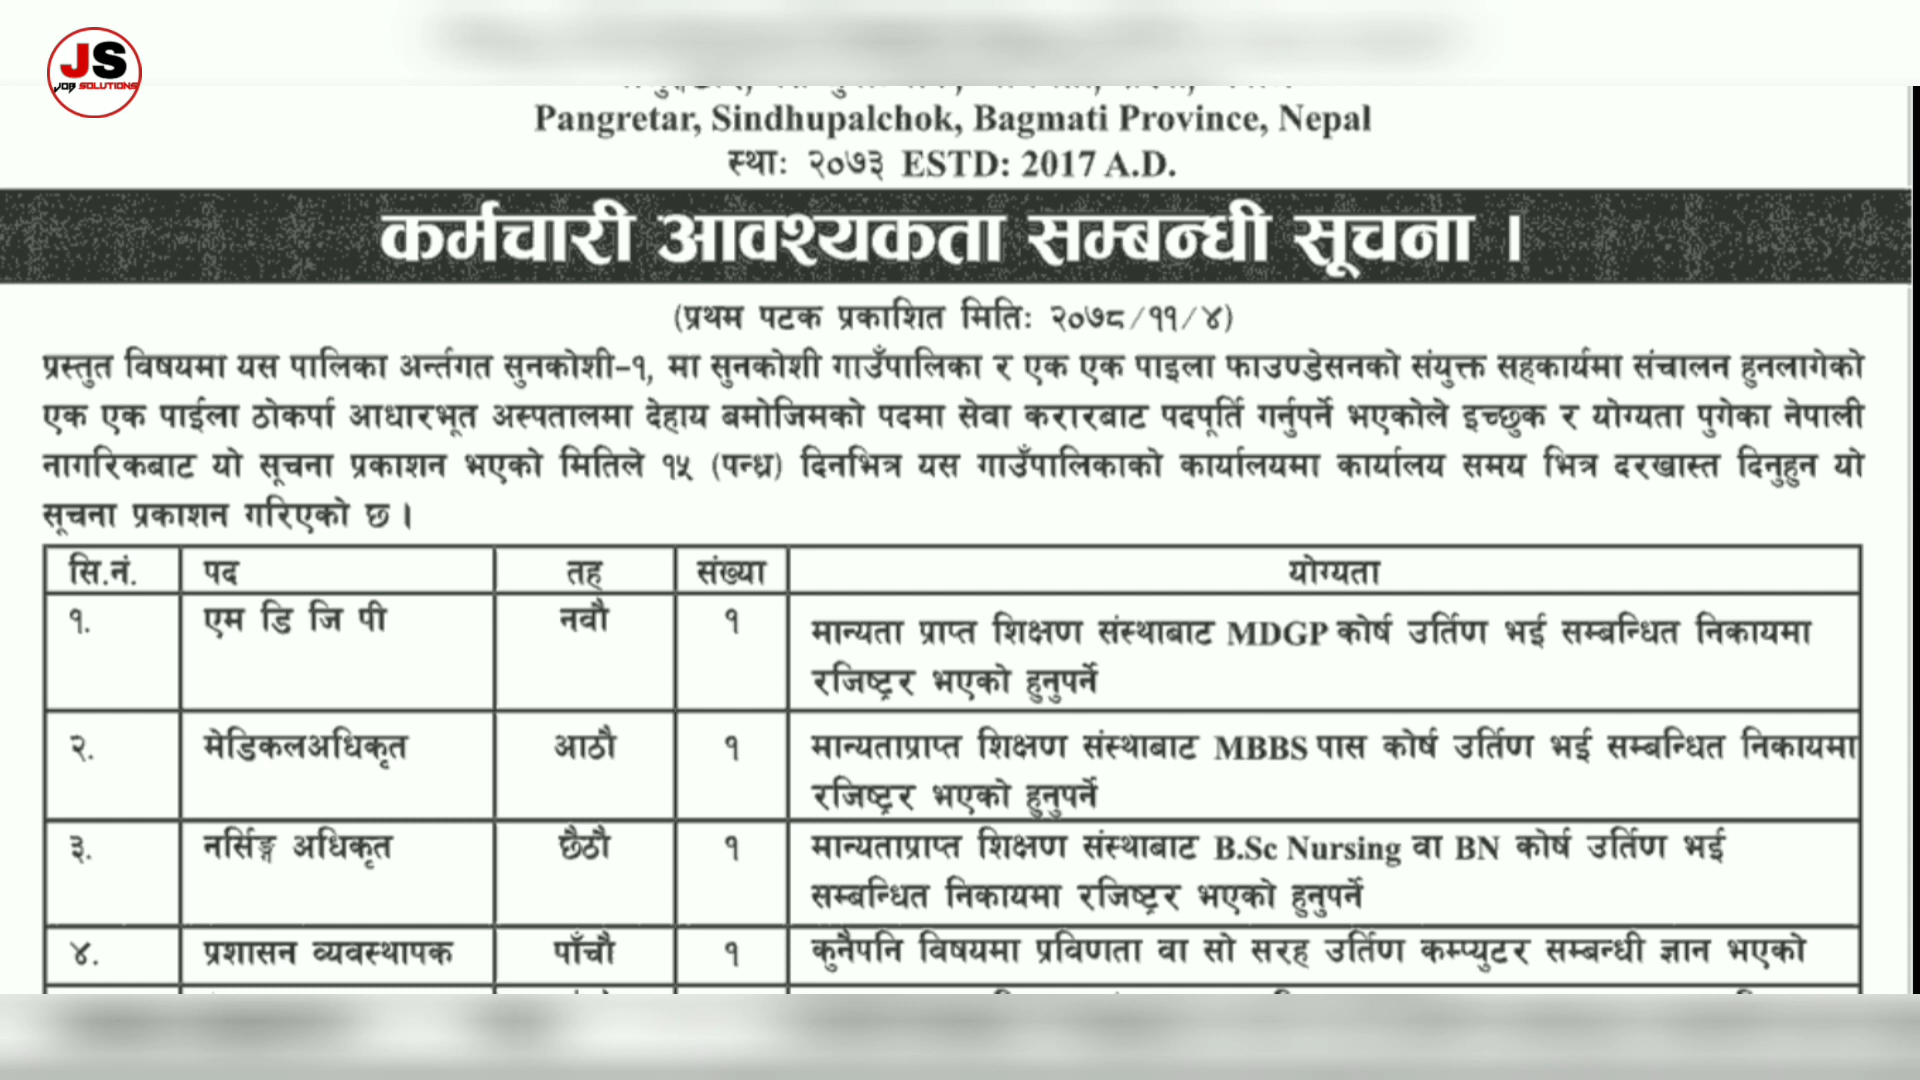 JS
JOB SOLUTIONS
Pangretar, Sindhupalchok, Bagmati Province, Nepal
स्था: २०७३ ESTD: 2017 A.D.
कर्मचारी आवश्यकता सम्बन्धी सूचना ।
(प्रथम पटक प्रकाशित मितिः २०७८/११/४)
प्रस्तुत विषयमा यस पालिका अर्न्तगत सुनकोशी-१, मा सुनकोशी गाउँपालिका र एक एक पाइला फाउण्डेसनको संयुक्त सहकार्यमा संचालन हुनलागेको
एक एक पाईला ठोकर्पा आधारभूत अस्पतालमा देहाय बमोजिमको पदमा सेवा करारबाट पदपूर्ति गर्नुपर्ने भएकोले इच्छुक र योग्यता पुगेका नेपाली
नागरिकबाट यो सूचना प्रकाशन भएको मितिले १५ (पन्ध्र) दिनभित्र यस गाउँपालिकाको कार्यालयमा कार्यालय समय भित्र दरखास्त दिनुहुन यो
सूचना प्रकाशन गरिएको छ ।
सि.नं. पद तह संख्या योग्यता
१. एम डि जि पी नवौ १ मान्यता प्राप्त शिक्षण संस्थाबाट MDGP कोर्ष उर्तिण भई सम्बन्धित निकायमा
रजिष्ट्रर भएको हुनुपर्ने
२. मेडिकलअधिकृत आठौ १ मान्यताप्राप्त शिक्षण संस्थाबाट MBBS पास कोर्ष उर्तिण भई सम्बन्धित निकायमा
रजिष्ट्रर भएको हुनुपर्ने
३. नर्सिङ्ग अधिकृत छैठौ १ मान्यताप्राप्त शिक्षण संस्थाबाट B.Sc Nursing वा BN कोर्ष उर्तिण भई
सम्बन्धित निकायमा रजिष्ट्रर भएको हुनुपर्ने
४. प्रशासन व्यवस्थापक पाँचौ १ कुनैपनि विषयमा प्रविणता वा सो सरह उर्तिण कम्प्युटर सम्बन्धी ज्ञान भएको